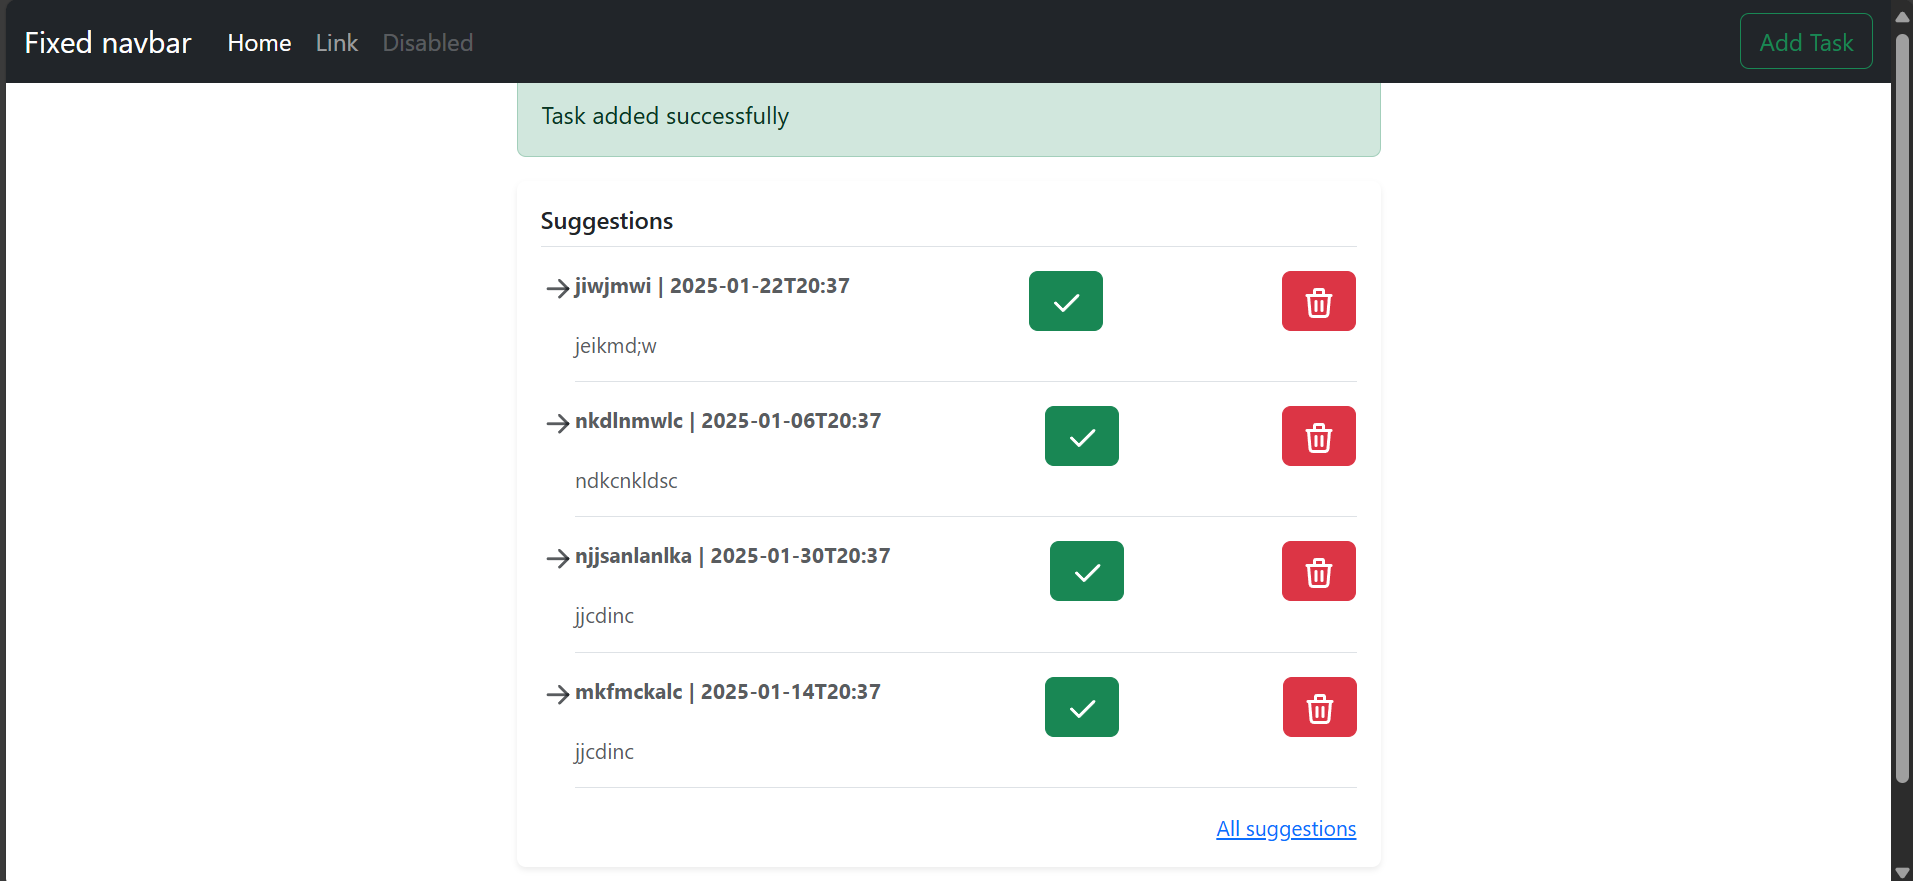 Fixed navbar Home Link Disabled Add Task
Task added successfully
Suggestions
jiwjmwi | 2025-01-22T20:37
jeikmd;w
nkdlnmwlc | 2025-01-06T20:37
ndkcnkldsc
njjsanlanlka | 2025-01-30T20:37
jjcdinc
mkfmckalc | 2025-01-14T20:37
jjcdinc
All suggestions